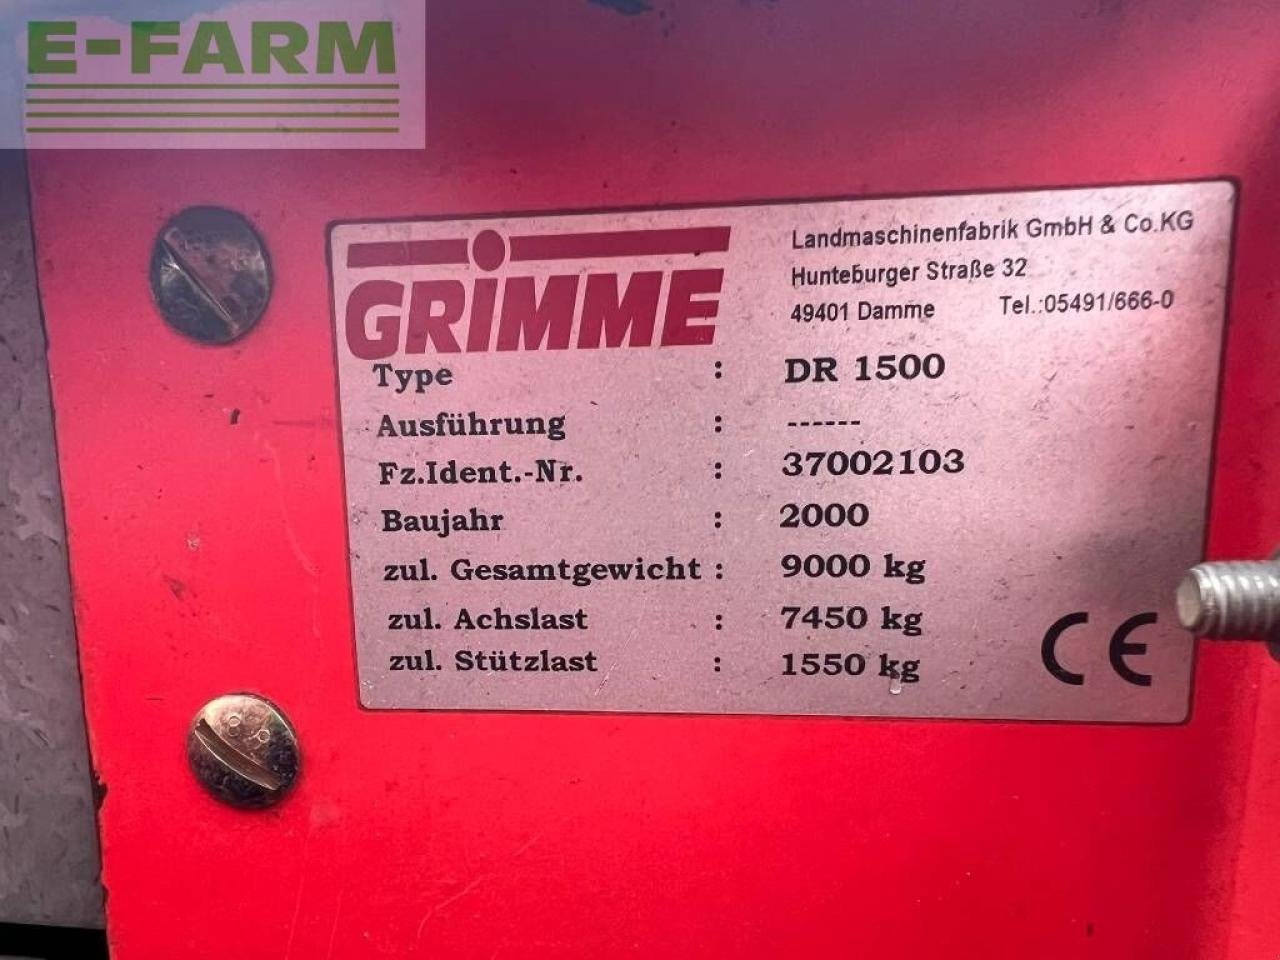 E-FARM
GRIMME
Landmaschinenfabrik GmbH & Co.KG
Hunteburger Straße 32
49401 Damme Tel.:05491/666-0
Type : DR 1500
Ausführung : ------
Fz.Ident.-Nr. : 37002103
Baujahr : 2000
zul. Gesamtgewicht : 9000 kg
zul. Achslast : 7450 kg
zul. Stützlast : 1550 kg
CE
8 . 8